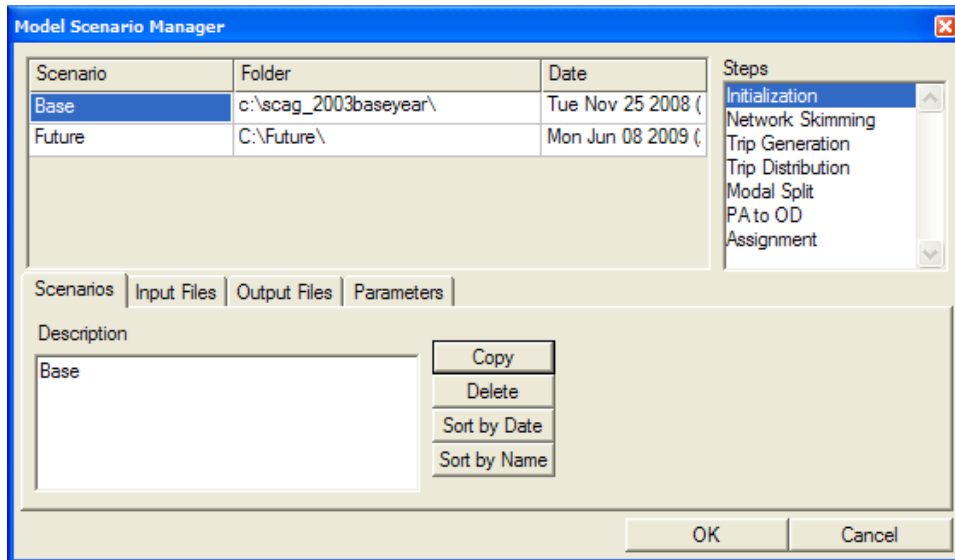 Model Scenario Manager
Scenario Folder Date
Base c:\scag_2003baseyear\ Tue Nov 25 2008 (
Future C:\Future\ Mon Jun 08 2009 (.
Steps
Initialization
Network Skimming
Trip Generation
Trip Distribution
Modal Split
PA to OD
Assignment
Scenarios Input Files Output Files Parameters
Description
Base
Copy
Delete
Sort by Date
Sort by Name
OK Cancel